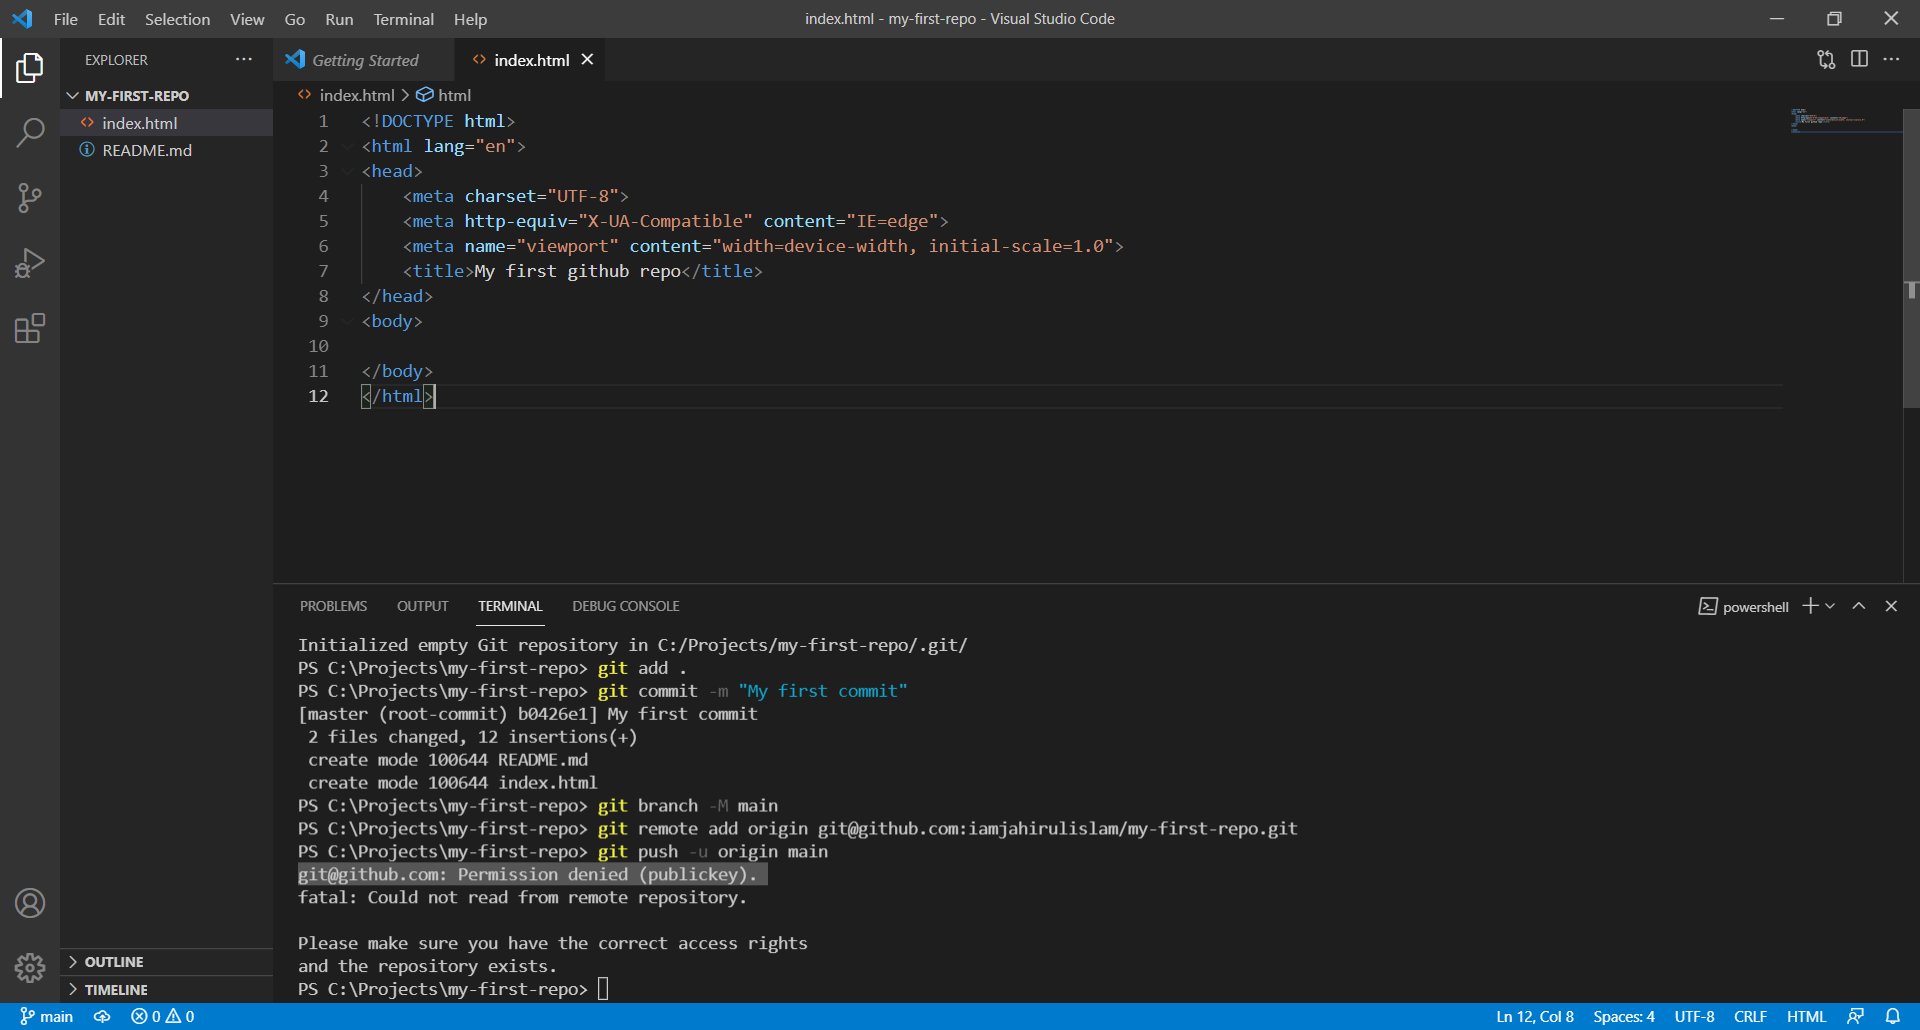 File Edit Selection View Go Run Terminal Help
index.html - my-first-repo - Visual Studio Code
EXPLORER
MY-FIRST-REPO
index.html
README.md
OUTLINE
TIMELINE
Getting Started
index.html
index.html > html
1 <!DOCTYPE html>
2 <html lang="en">
3 <head>
4     <meta charset="UTF-8">
5     <meta http-equiv="X-UA-Compatible" content="IE=edge">
6     <meta name="viewport" content="width=device-width, initial-scale=1.0">
7     <title>My first github repo</title>
8 </head>
9 <body>
10
11 </body>
12 </html>
PROBLEMS OUTPUT TERMINAL DEBUG CONSOLE
powershell
Initialized empty Git repository in C:/Projects/my-first-repo/.git/
PS C:\Projects\my-first-repo> git add .
PS C:\Projects\my-first-repo> git commit -m "My first commit"
[master (root-commit) b0426e1] My first commit
 2 files changed, 12 insertions(+)
 create mode 100644 README.md
 create mode 100644 index.html
PS C:\Projects\my-first-repo> git branch -M main
PS C:\Projects\my-first-repo> git remote add origin git@github.com:iamjahirulislam/my-first-repo.git
PS C:\Projects\my-first-repo> git push -u origin main
git@github.com: Permission denied (publickey).
fatal: Could not read from remote repository.

Please make sure you have the correct access rights
and the repository exists.
PS C:\Projects\my-first-repo>
main 0 0
Ln 12, Col 8 Spaces: 4 UTF-8 CRLF HTML